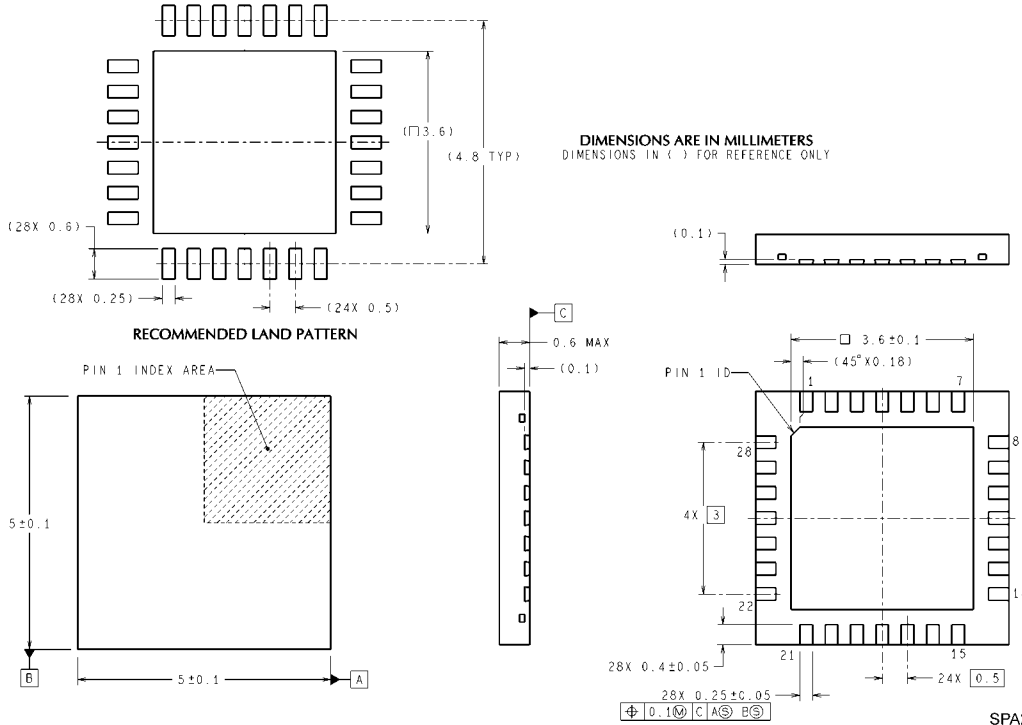 (□3.6)
(4.8 TYP)
DIMENSIONS ARE IN MILLIMETERS
DIMENSIONS IN ( ) FOR REFERENCE ONLY
(28X 0.6)
(28X 0.25)
(24X 0.5)
RECOMMENDED LAND PATTERN
(0.1)
C
0.6 MAX
(0.1)
PIN 1 INDEX AREA
5±0.1
B
5±0.1
A
□ 3.6±0.1
(45°X0.18)
PIN 1 ID
1
7
28
8
4X 3
22
1
21
15
28X 0.4±0.05
24X 0.5
28X 0.25±0.05
⌖ 0.1Ⓜ C AⓈ BⓈ